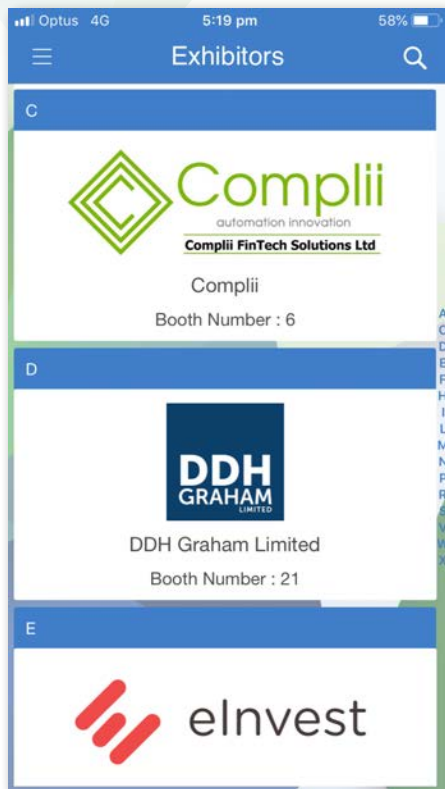 Optus 4G 5:19 pm 58%
Exhibitors
C
Complii
automation innovation
Complii FinTech Solutions Ltd
Complii
Booth Number : 6
D
DDH
GRAHAM
LIMITED
DDH Graham Limited
Booth Number : 21
E
eInvest
A
C
D
E
F
H
I
L
M
N
P
R
S
V
W
X